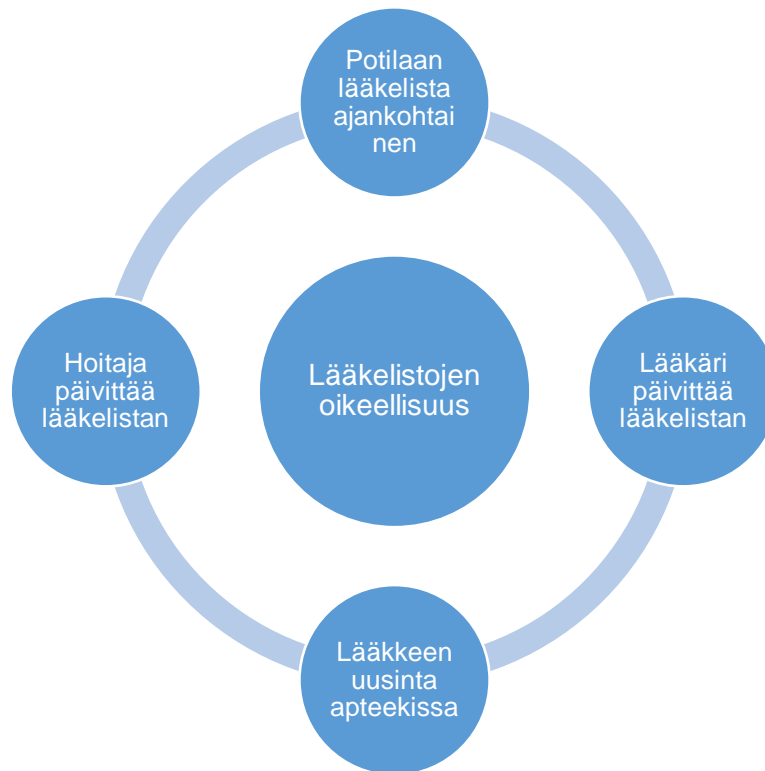 Potilaan
lääkelista
ajankohtai
nen
Hoitaja
päivittää
lääkelistan
Lääkelistojen
oikeellisuus
Lääkäri
päivittää
lääkelistan
Lääkkeen
uusinta
apteekissa